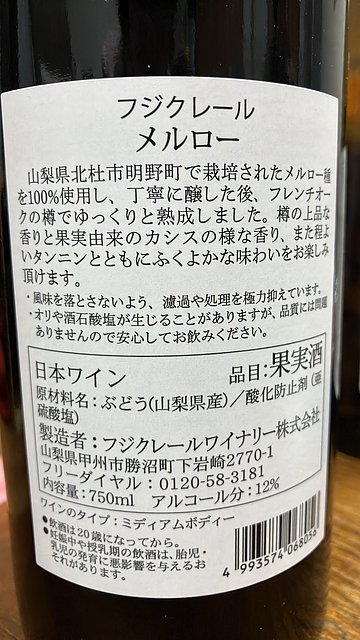 フジクレール
メルロー
山梨県北杜市明野町で栽培されたメルロー種
を100%使用し、丁寧に醸した後、フレンチオー
クの樽でゆっくりと熟成しました。樽の上品な
香りと果実由来のカシスの様な香り、また程よ
いタンニンとともにふくよかな味わいをお楽しみ
頂けます。
・風味を落とさないよう、濾過や処理を極力抑えています。
・オリや酒石酸塩が生じることがありますが、品質には問題
ありませんので安心してお飲みください。
日本ワイン 品目:果実酒
原材料名:ぶどう(山梨県産)/酸化防止剤(亜
硫酸塩)
製造者:フジクレールワイナリー株式会社
山梨県甲州市勝沼町下岩崎2770-1
フリーダイヤル:0120-58-3181
内容量:750ml アルコール分:12%
ワインのタイプ:ミディアムボディー
●飲酒は20歳になってから。
●妊娠中や授乳期の飲酒は、胎児・
乳児の発育に悪影響を与えるお
それがあります。
4 993574 068056